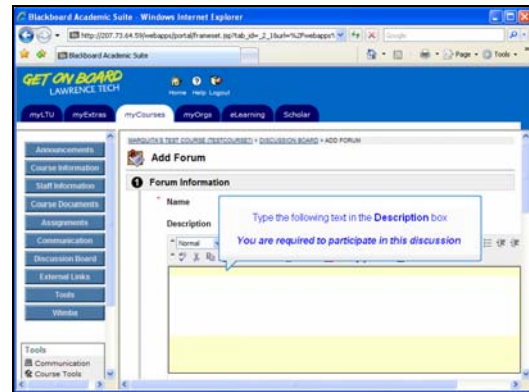 Blackboard Academic Suite - Windows Internet Explorer
http://207.73.64.59/webapps/portal/frameset.jsp?tab_id=_2_1&url=%2Fwebapps%
Google
Blackboard Academic Suite
Page
Tools
GET ON BOARD
LAWRENCE TECH
Home Help Logout
myLTU myExtras myCourses myOrgs eLearning Scholar
MARQUITA'S TEST COURSE (TESTCOURSE1) > DISCUSSION BOARD > ADD FORUM
Add Forum
1 Forum Information
* Name
Description
Normal
Type the following text in the Description box
You are required to participate in this discussion
Announcements
Course Information
Staff Information
Course Documents
Assignments
Communication
Discussion Board
External Links
Tools
Wimba
Tools
Communication
Course Tools